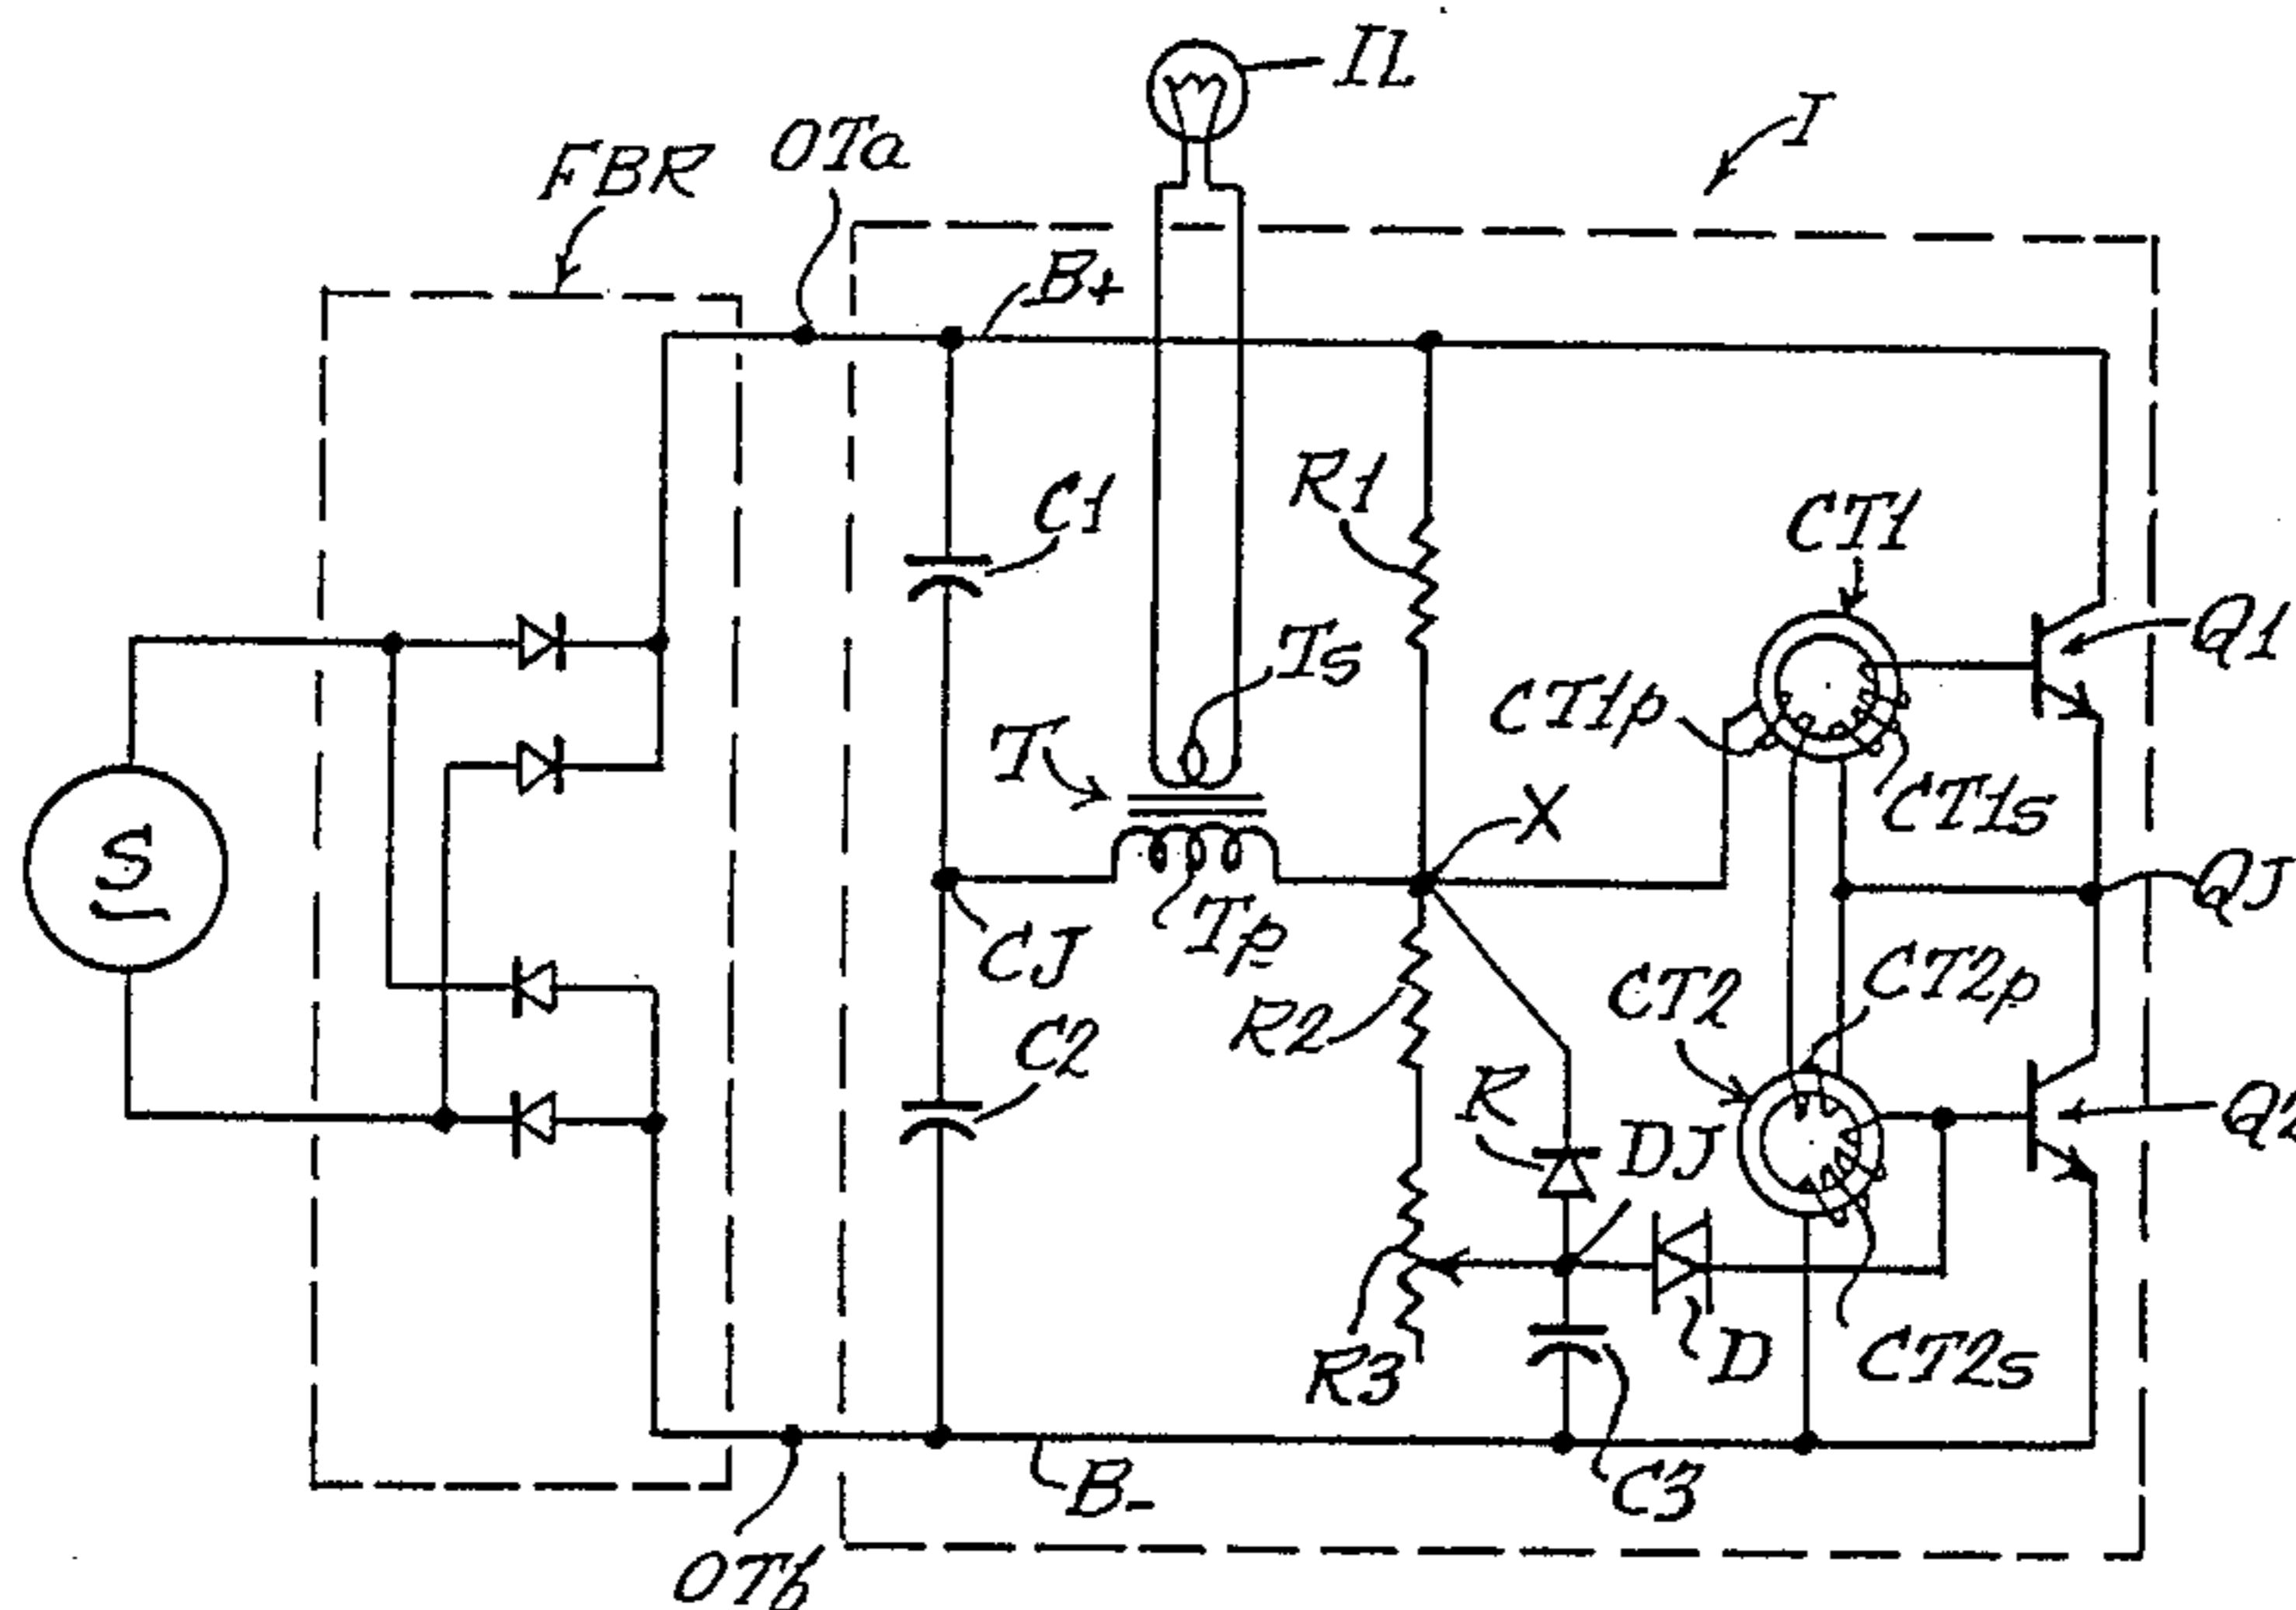 IL
I
OTa
FBR
B+
C1
R1
CT1
Q1
Ts
CT1p
T
CT1s
X
S
QJ
Tp
CJ
CT2p
CT2
R2
C2
R
DJ
Q2
D
CT2s
R3
B-
C3
OTb